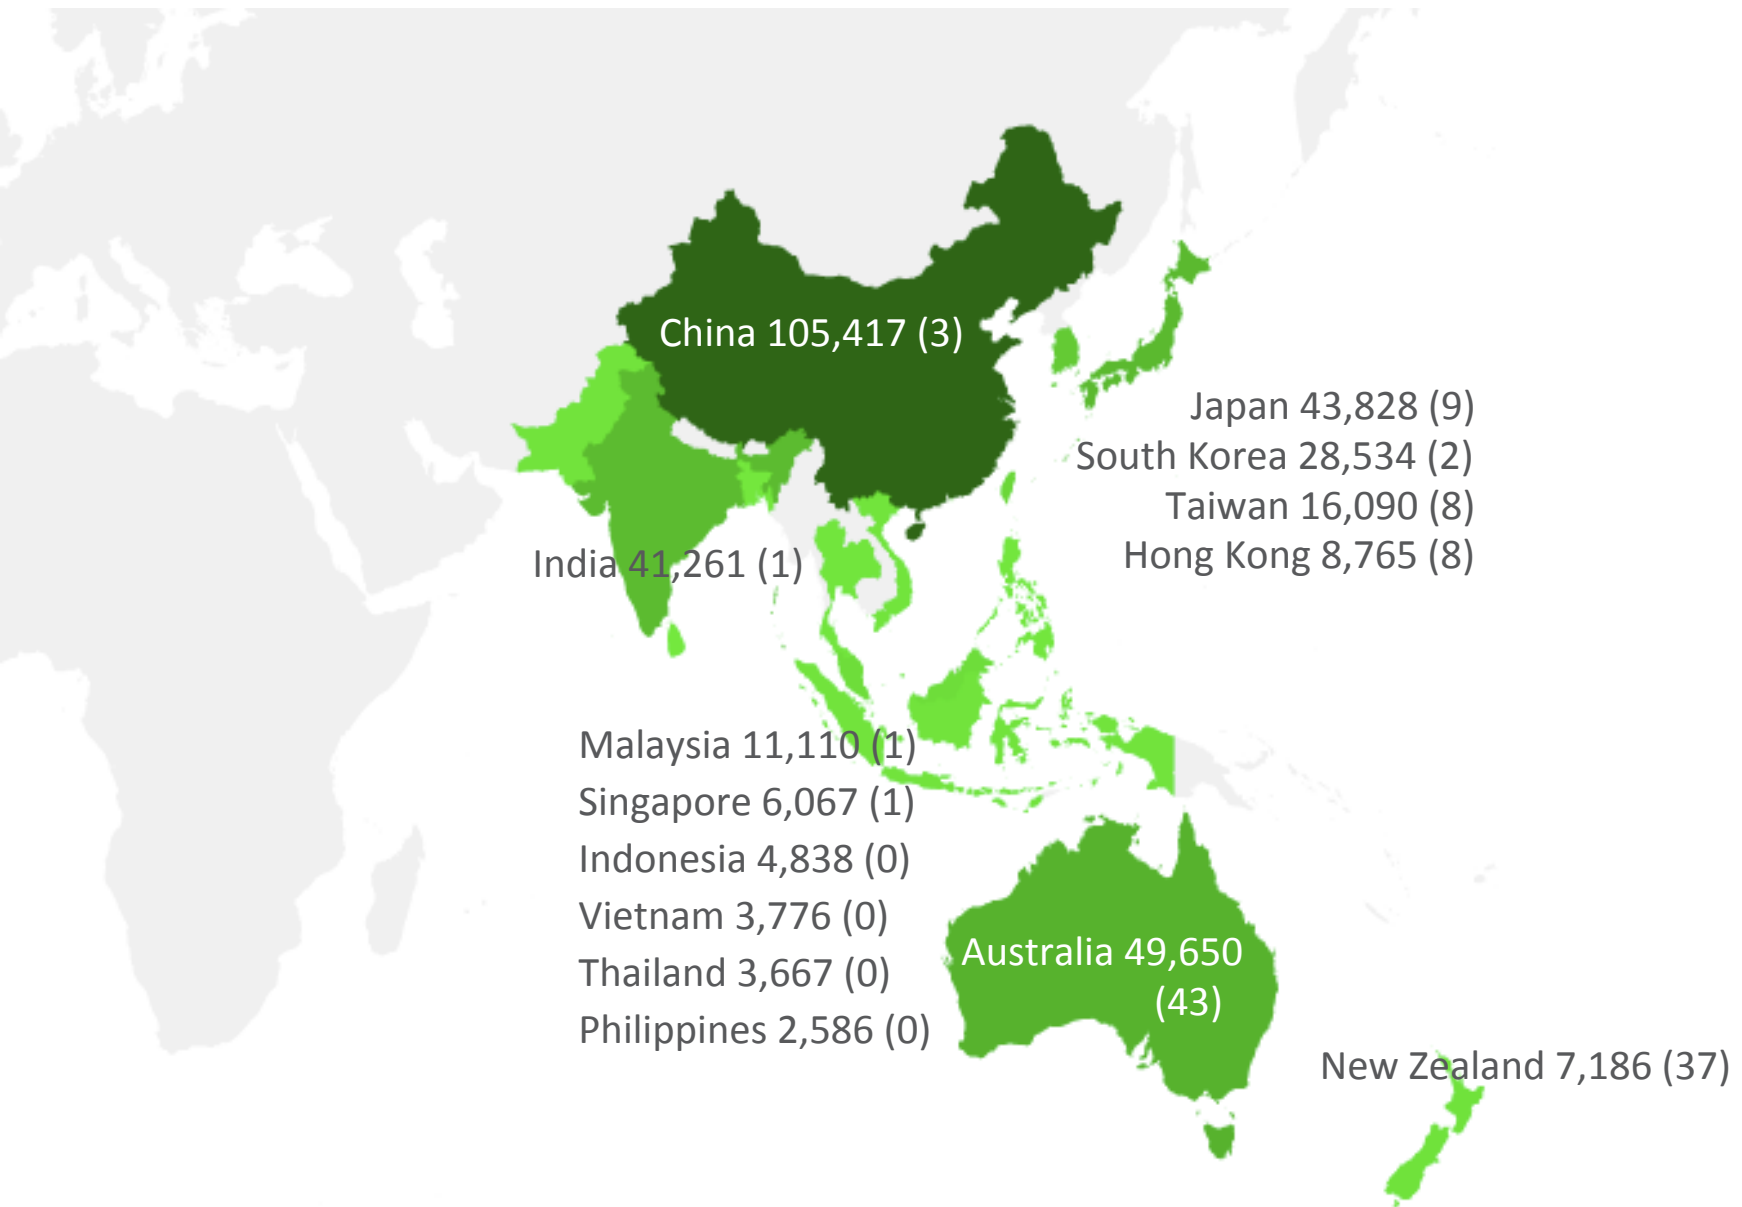 China 105,417 (3)
Japan 43,828 (9)
South Korea 28,534 (2)
Taiwan 16,090 (8)
Hong Kong 8,765 (8)
India 41,261 (1)
Malaysia 11,110 (1)
Singapore 6,067 (1)
Indonesia 4,838 (0)
Vietnam 3,776 (0)
Thailand 3,667 (0)
Philippines 2,586 (0)
Australia 49,650
(43)
New Zealand 7,186 (37)